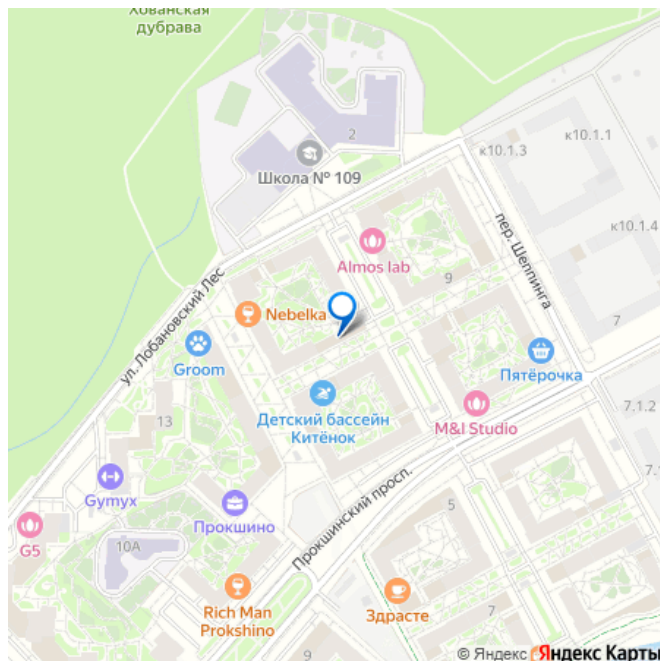 Хованская
дубрава
2
Школа № 109
к10.1.1
к10.1.3
к10.1.4
пер. Шеппинга
Almos lab
9
ул. Лобановский Лес
Nebelka
7
Groom
Пятёрочка
Детский бассейн
Китёнок
M&I Studio
7.1.2
13
7.1
Gymyx
Прокшино
Прокшинский просп.
5
G5
10А
Rich Man
Prokshino
Здрасте
7
9
© Яндекс Яндекс Карты